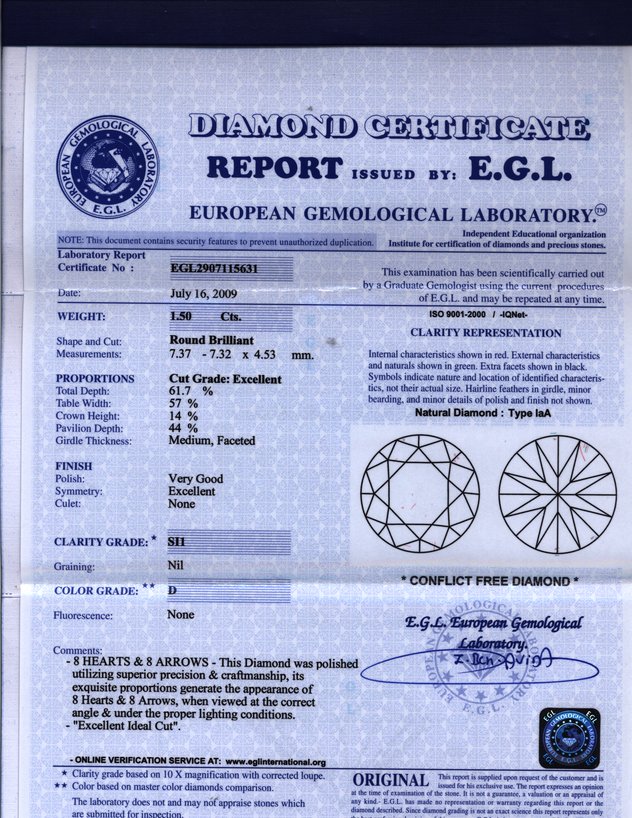 EUROPEAN GEMOLOGICAL LABORATORY
E.G.L.
DIAMOND CERTIFICATE
REPORT ISSUED BY: E.G.L.
EUROPEAN GEMOLOGICAL LABORATORY.™
NOTE: This document contains security features to prevent unauthorized duplication.
Independent Educational organization
Institute for certification of diamonds and precious stones.
Laboratory Report
Certificate No : EGL2907115631
Date: July 16, 2009
WEIGHT: 1.50 Cts.
Shape and Cut: Round Brilliant
Measurements: 7.37 - 7.32 x 4.53 mm.
PROPORTIONS Cut Grade: Excellent
Total Depth: 61.7 %
Table Width: 57 %
Crown Height: 14 %
Pavilion Depth: 44 %
Girdle Thickness: Medium, Faceted
FINISH
Polish: Very Good
Symmetry: Excellent
Culet: None
CLARITY GRADE: * SI1
Graining: Nil
COLOR GRADE: ** D
Fluorescence: None
Comments:
- 8 HEARTS & 8 ARROWS - This Diamond was polished
utilizing superior precision & craftmanship, its
exquisite proportions generate the appearance of
8 Hearts & 8 Arrows, when viewed at the correct
angle & under the proper lighting conditions.
- "Excellent Ideal Cut".
- ONLINE VERIFICATION SERVICE AT: www.eglinternational.org
★ Clarity grade based on 10 X magnification with corrected loupe.
★★ Color based on master color diamonds comparison.
The laboratory does not and may not appraise stones which
are submitted for inspection.
This examination has been scientifically carried out
by a Graduate Gemologist using the current procedures
of E.G.L. and may be repeated at any time.
ISO 9001-2000 / -IQNet-
CLARITY REPRESENTATION
Internal characteristics shown in red. External characteristics
and naturals shown in green. Extra facets shown in black.
Symbols indicate nature and location of identified characteris-
tics, not their actual size. Hairline feathers in girdle, minor
bearding, and minor details of polish and finish not shown.
Natural Diamond : Type IaA
* CONFLICT FREE DIAMOND *
E.G.L. European Gemological
Laboratory.
EGL EGL
ORIGINAL
This report is supplied upon request of the customer and is
issued for his exclusive use. The report expresses an opinion
at the time of examination of the stone. It is not a guarantee, a valuation or an appraisal of
any kind.- E.G.L. has made no representation or warranty regarding this report or the
diamond described. Since diamond grading is not an exact science this report represents only